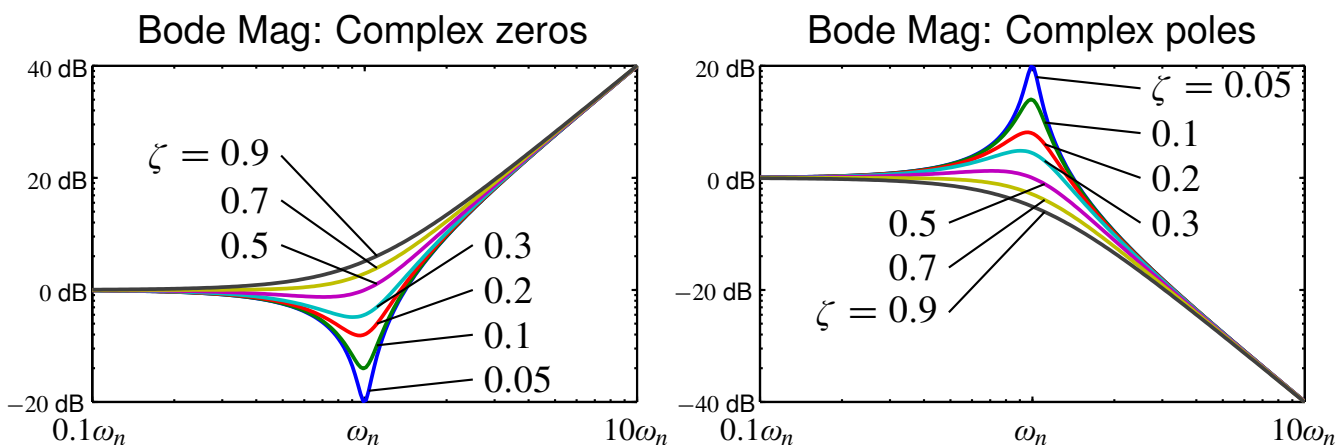 Bode Mag: Complex zeros
40 dB
20 dB
0 dB
−20 dB
ζ = 0.9
0.7
0.5
0.3
0.2
0.1
0.05
0.1ωₙ
ωₙ
10ωₙ
Bode Mag: Complex poles
20 dB
0 dB
−20 dB
−40 dB
ζ = 0.05
0.1
0.2
0.3
0.5
0.7
ζ = 0.9
0.1ωₙ
ωₙ
10ωₙ